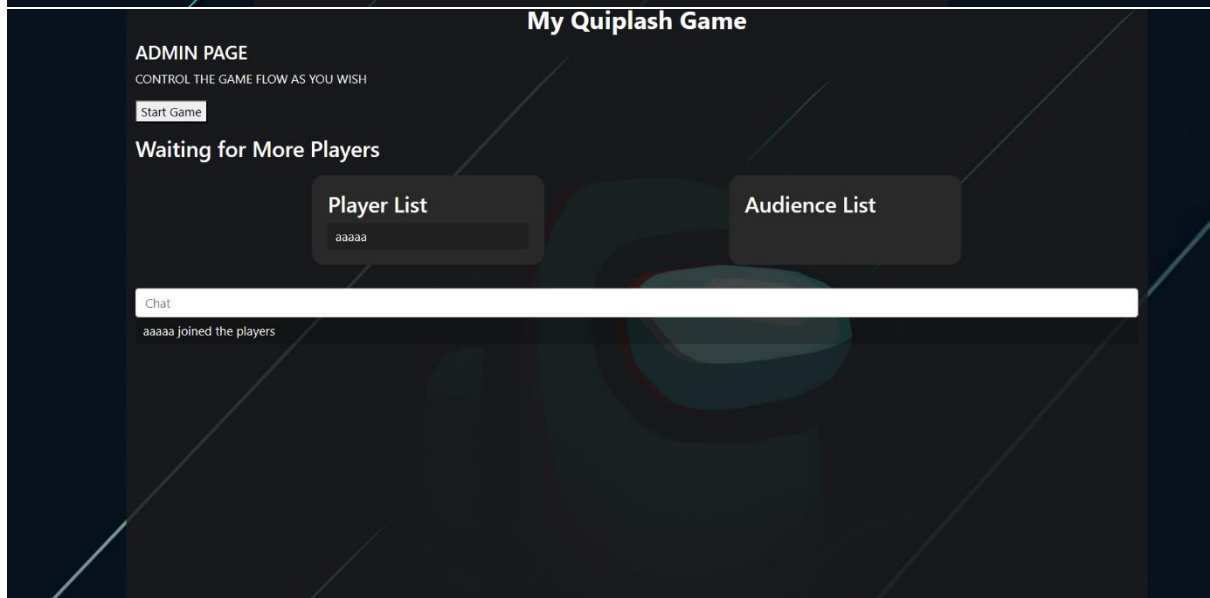 My Quiplash Game
ADMIN PAGE
CONTROL THE GAME FLOW AS YOU WISH
Start Game
Waiting for More Players
Player List
aaaaa
Audience List
Chat
aaaaa joined the players